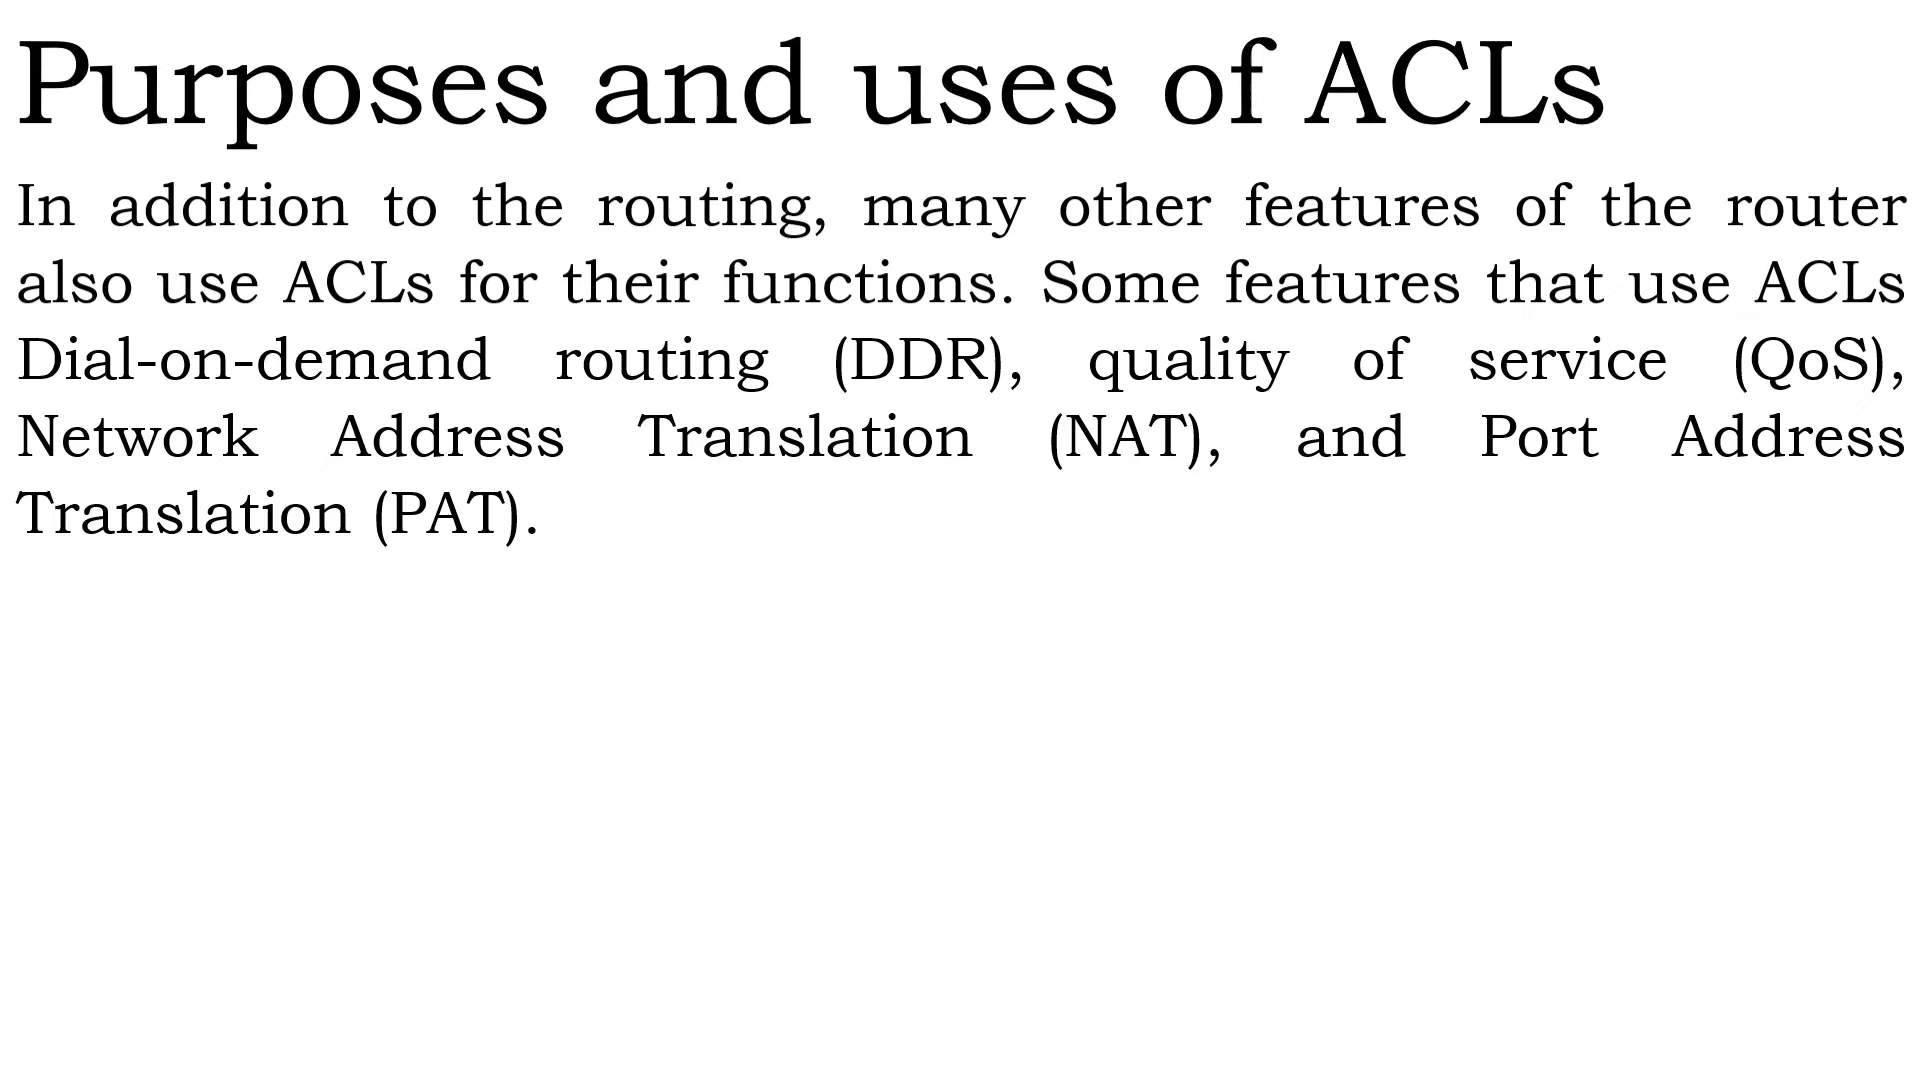 Purposes and uses of ACLs
In addition to the routing, many other features of the router
also use ACLs for their functions. Some features that use ACLs
Dial-on-demand routing (DDR), quality of service (QoS),
Network Address Translation (NAT), and Port Address
Translation (PAT).